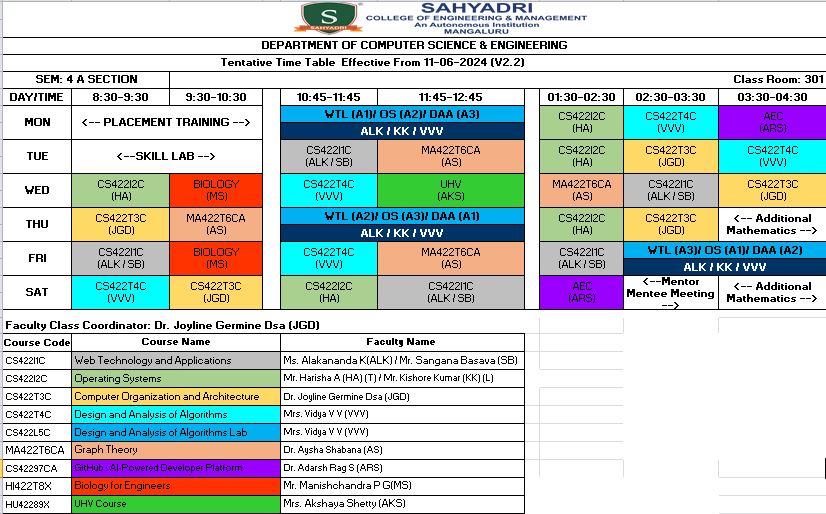 SAHYADRI
COLLEGE OF ENGINEERING & MANAGEMENT
An Autonomous Institution
MANGALURU
SAHYADRI
DEPARTMENT OF COMPUTER SCIENCE & ENGINEERING
Tentative Time Table Effective From 11-06-2024 (V2.2)
SEM: 4 A SECTION Class Room: 301
DAY/TIME 8:30-9:30 9:30-10:30 10:45-11:45 11:45-12:45 01:30-02:30 02:30-03:30 03:30-04:30
MON <-- PLACEMENT TRAINING --> WTL (A1)/ OS (A2)/ DAA (A3) CS422I2C CS422T4C AEC
ALK / KK / VVV (HA) (VVV) (ARS)
TUE <--SKILL LAB --> CS422I1C MA422T6CA CS422I2C CS422T3C CS422T4C
(ALK / SB) (AS) (HA) (JGD) (VVV)
WED CS422I2C BIOLOGY CS422T4C UHV MA422T6CA CS422I1C CS422T3C
(HA) (MS) (VVV) (AKS) (AS) (ALK / SB) (JGD)
THU CS422T3C MA422T6CA WTL (A2)/ OS (A3)/ DAA (A1) CS422I2C CS422T3C <-- Additional
(JGD) (AS) ALK / KK / VVV (HA) (JGD) Mathematics -->
FRI CS422I1C BIOLOGY CS422T4C MA422T6CA CS422I1C WTL (A3)/ OS (A1)/ DAA (A2)
(ALK / SB) (MS) (VVV) (AS) (ALK / SB) ALK / KK / VVV
SAT CS422T4C CS422T3C CS422I2C CS422I1C AEC <--Mentor <-- Additional
(VVV) (JGD) (HA) (ALK / SB) (ARS) Mentee Meeting Mathematics -->
-->
Faculty Class Coordinator: Dr. Joyline Germine Dsa (JGD)
Course Code Course Name Faculty Name
CS422I1C Web Technology and Applications Ms. Alakananda K(ALK) / Mr. Sangana Basava (SB)
CS422I2C Operating Systems Mr. Harisha A (HA) (T) / Mr. Kishore Kumar (KK) (L)
CS422T3C Computer Organization and Architecture Dr. Joyline Germine Dsa (JGD)
CS422T4C Design and Analysis of Algorithms Mrs. Vidya V V (VVV)
CS422L5C Design and Analysis of Algorithms Lab Mrs. Vidya V V (VVV)
MA422T6CA Graph Theory Dr. Aysha Shabana (AS)
CS42297CA GitHub : AI-Powered Developer Platform Dr. Adarsh Rag S (ARS)
HI422T8X Biology for Engineers Mr. Manishchandra P G(MS)
HU42289X UHV Course Mrs. Akshaya Shetty (AKS)